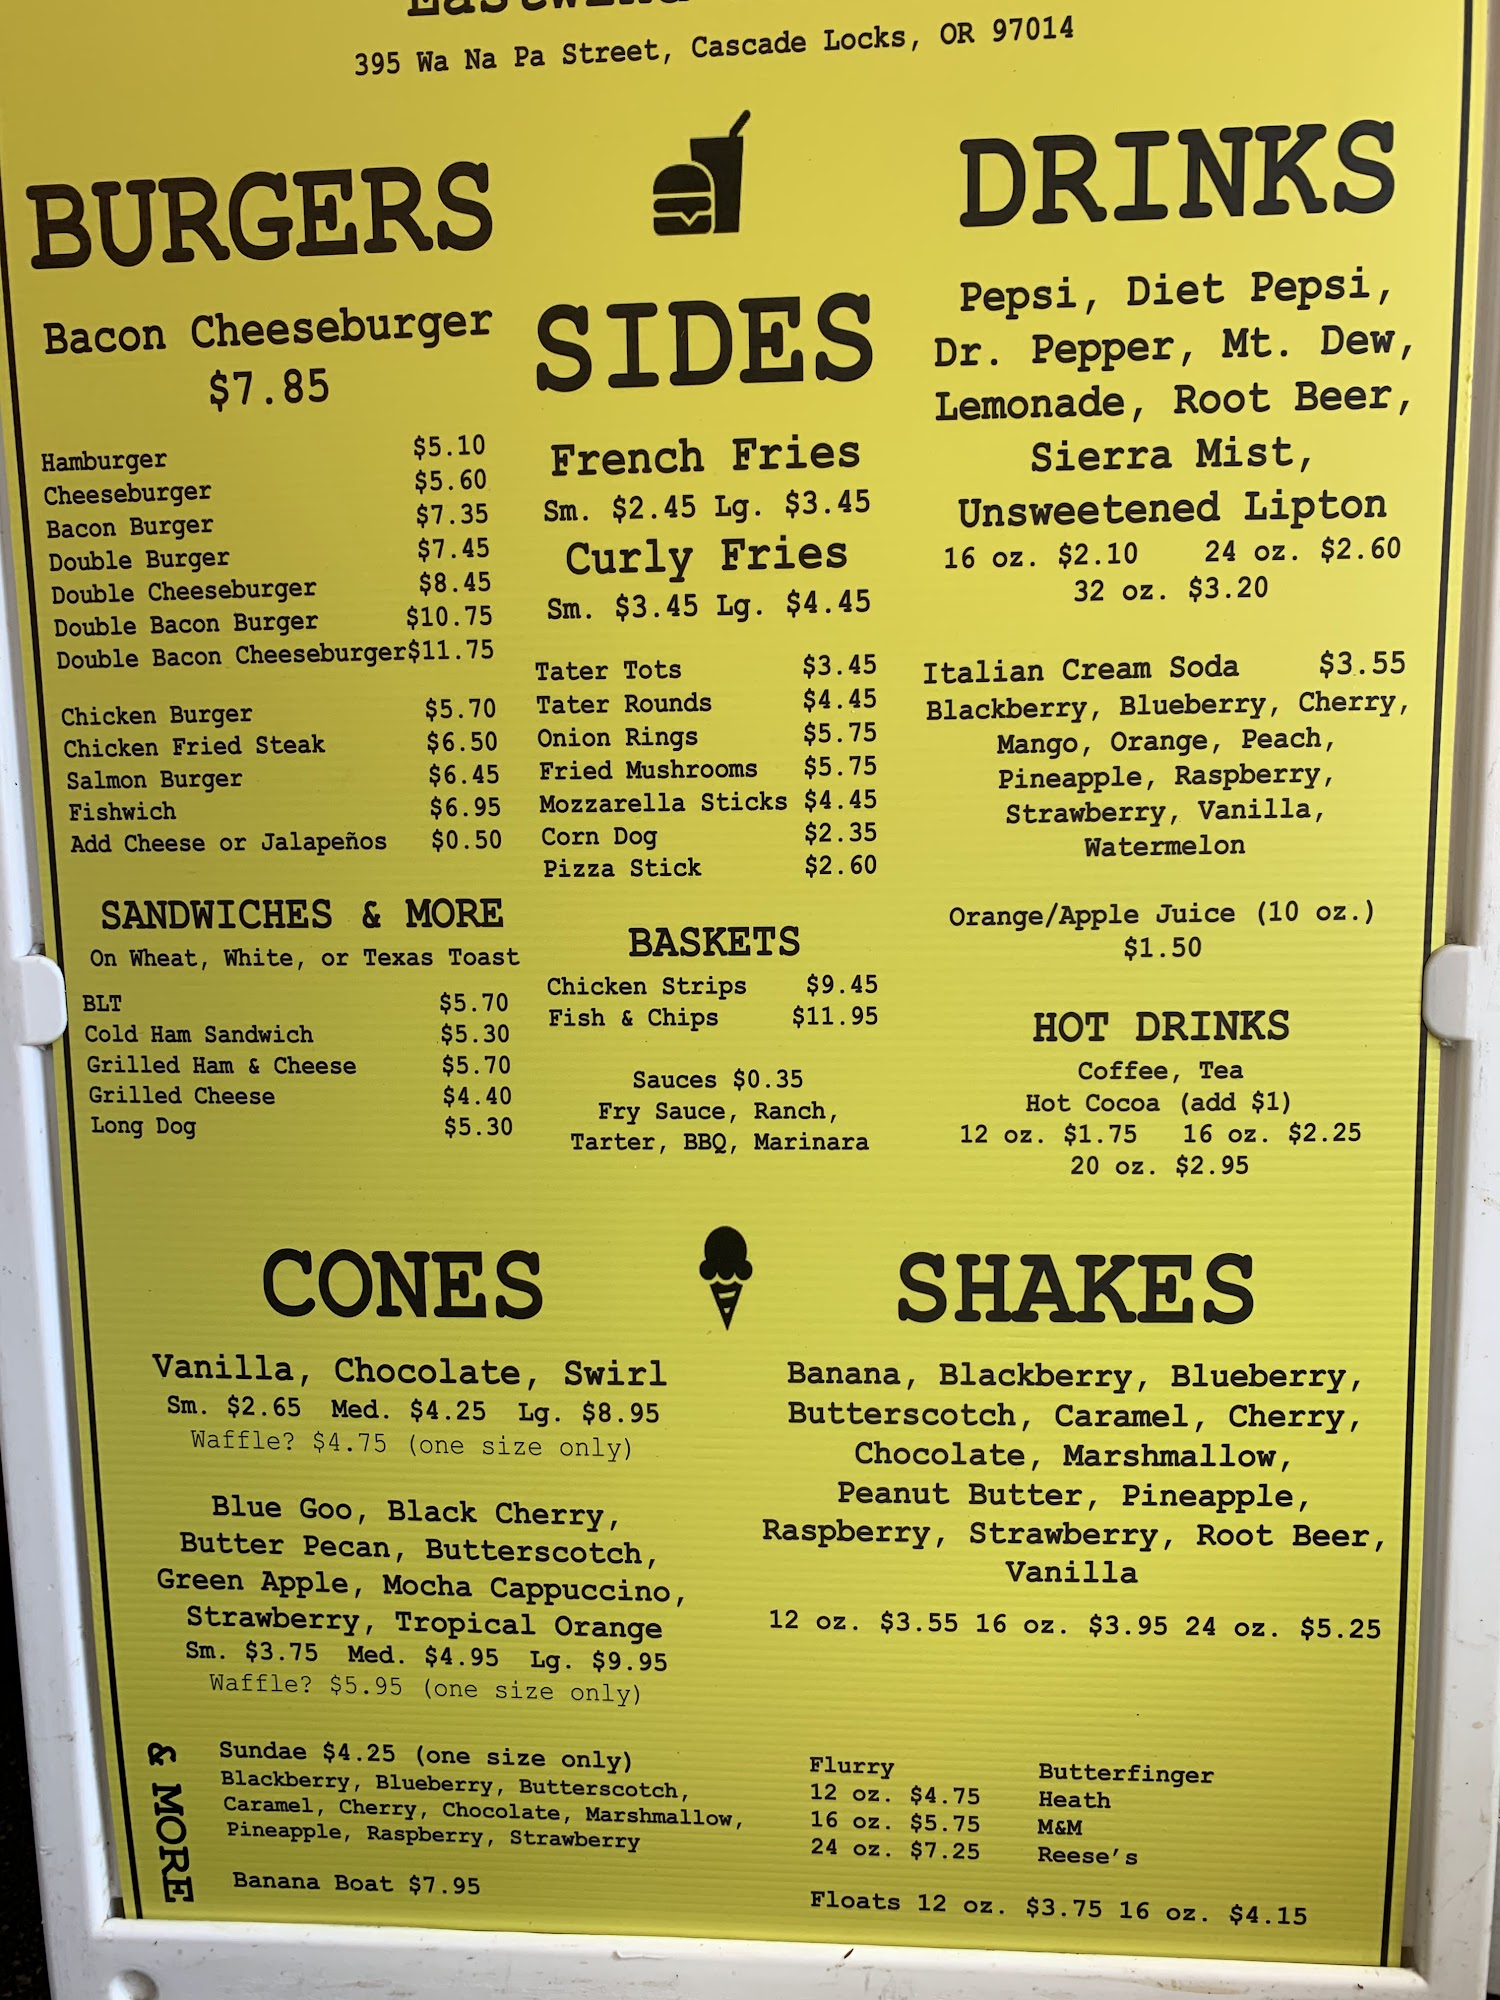 395 Wa Na Pa Street, Cascade Locks, OR 97014
BURGERS
Bacon Cheeseburger
$7.85
Hamburger $5.10
Cheeseburger $5.60
Bacon Burger $7.35
Double Burger $7.45
Double Cheeseburger $8.45
Double Bacon Burger $10.75
Double Bacon Cheeseburger$11.75
Chicken Burger $5.70
Chicken Fried Steak $6.50
Salmon Burger $6.45
Fishwich $6.95
Add Cheese or Jalapeños $0.50
SANDWICHES & MORE
On Wheat, White, or Texas Toast
BLT $5.70
Cold Ham Sandwich $5.30
Grilled Ham & Cheese $5.70
Grilled Cheese $4.40
Long Dog $5.30
SIDES
French Fries
Sm. $2.45 Lg. $3.45
Curly Fries
Sm. $3.45 Lg. $4.45
Tater Tots $3.45
Tater Rounds $4.45
Onion Rings $5.75
Fried Mushrooms $5.75
Mozzarella Sticks $4.45
Corn Dog $2.35
Pizza Stick $2.60
BASKETS
Chicken Strips $9.45
Fish & Chips $11.95
Sauces $0.35
Fry Sauce, Ranch,
Tarter, BBQ, Marinara
DRINKS
Pepsi, Diet Pepsi,
Dr. Pepper, Mt. Dew,
Lemonade, Root Beer,
Sierra Mist,
Unsweetened Lipton
16 oz. $2.10 24 oz. $2.60
32 oz. $3.20
Italian Cream Soda $3.55
Blackberry, Blueberry, Cherry,
Mango, Orange, Peach,
Pineapple, Raspberry,
Strawberry, Vanilla,
Watermelon
Orange/Apple Juice (10 oz.)
$1.50
HOT DRINKS
Coffee, Tea
Hot Cocoa (add $1)
12 oz. $1.75 16 oz. $2.25
20 oz. $2.95
CONES
Vanilla, Chocolate, Swirl
Sm. $2.65 Med. $4.25 Lg. $8.95
Waffle? $4.75 (one size only)
Blue Goo, Black Cherry,
Butter Pecan, Butterscotch,
Green Apple, Mocha Cappuccino,
Strawberry, Tropical Orange
Sm. $3.75 Med. $4.95 Lg. $9.95
Waffle? $5.95 (one size only)
SHAKES
Banana, Blackberry, Blueberry,
Butterscotch, Caramel, Cherry,
Chocolate, Marshmallow,
Peanut Butter, Pineapple,
Raspberry, Strawberry, Root Beer,
Vanilla
12 oz. $3.55 16 oz. $3.95 24 oz. $5.25
& MORE
Sundae $4.25 (one size only)
Blackberry, Blueberry, Butterscotch,
Caramel, Cherry, Chocolate, Marshmallow,
Pineapple, Raspberry, Strawberry
Banana Boat $7.95
Flurry
12 oz. $4.75
16 oz. $5.75
24 oz. $7.25
Butterfinger
Heath
M&M
Reese's
Floats 12 oz. $3.75 16 oz. $4.15